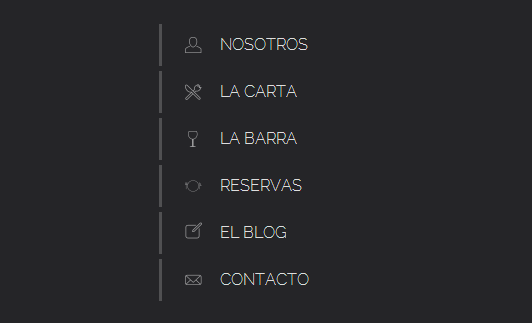 NOSOTROS
LA CARTA
LA BARRA
RESERVAS
EL BLOG
CONTACTO